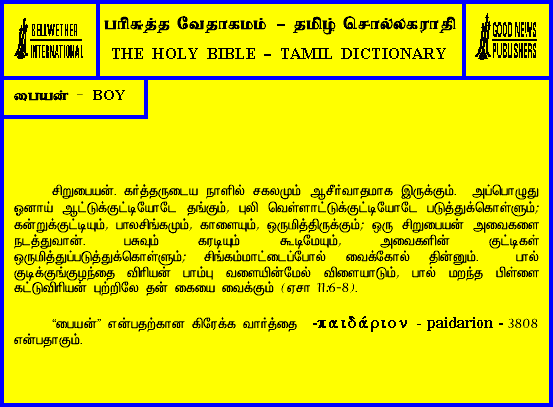 BELLWETHER
INTERNATIONAL
பரிசுத்த வேதாகமம் - தமிழ் சொல்லகராதி
THE HOLY BIBLE - TAMIL DICTIONARY
GOOD NEWS
PUBLISHERS
பையன் - BOY
சிறுபையன். கர்த்தருடைய நாளில் சகலமும் ஆசீர்வாதமாக இருக்கும். அப்பொழுது
ஓனாய் ஆட்டுக்குட்டியோடே தங்கும், புலி வெள்ளாட்டுக்குட்டியோடே படுத்துக்கொள்ளும்;
கன்றுக்குட்டியும், பாலசிங்கமும், காளையும், ஒருமித்திருக்கும்; ஒரு சிறுபையன் அவைகளை
நடத்துவான். பசுவும் கரடியும் கூடிமேயும், அவைகளின் குட்டிகள்
ஒருமித்துப்படுத்துக்கொள்ளும்; சிங்கம்மாட்டைப்போல் வைக்கோல் தின்னும். பால்
குடிக்குங்குழந்தை விரியன் பாம்பு வளையின்மேல் விளையாடும், பால் மறந்த பிள்ளை
கட்டுவிரியன் புற்றிலே தன் கையை வைக்கும் (ஏசா 11:6-8).
"பையன்" என்பதற்கான கிரேக்க வார்த்தை -παιδάριον - paidarion - 3808
என்பதாகும்.